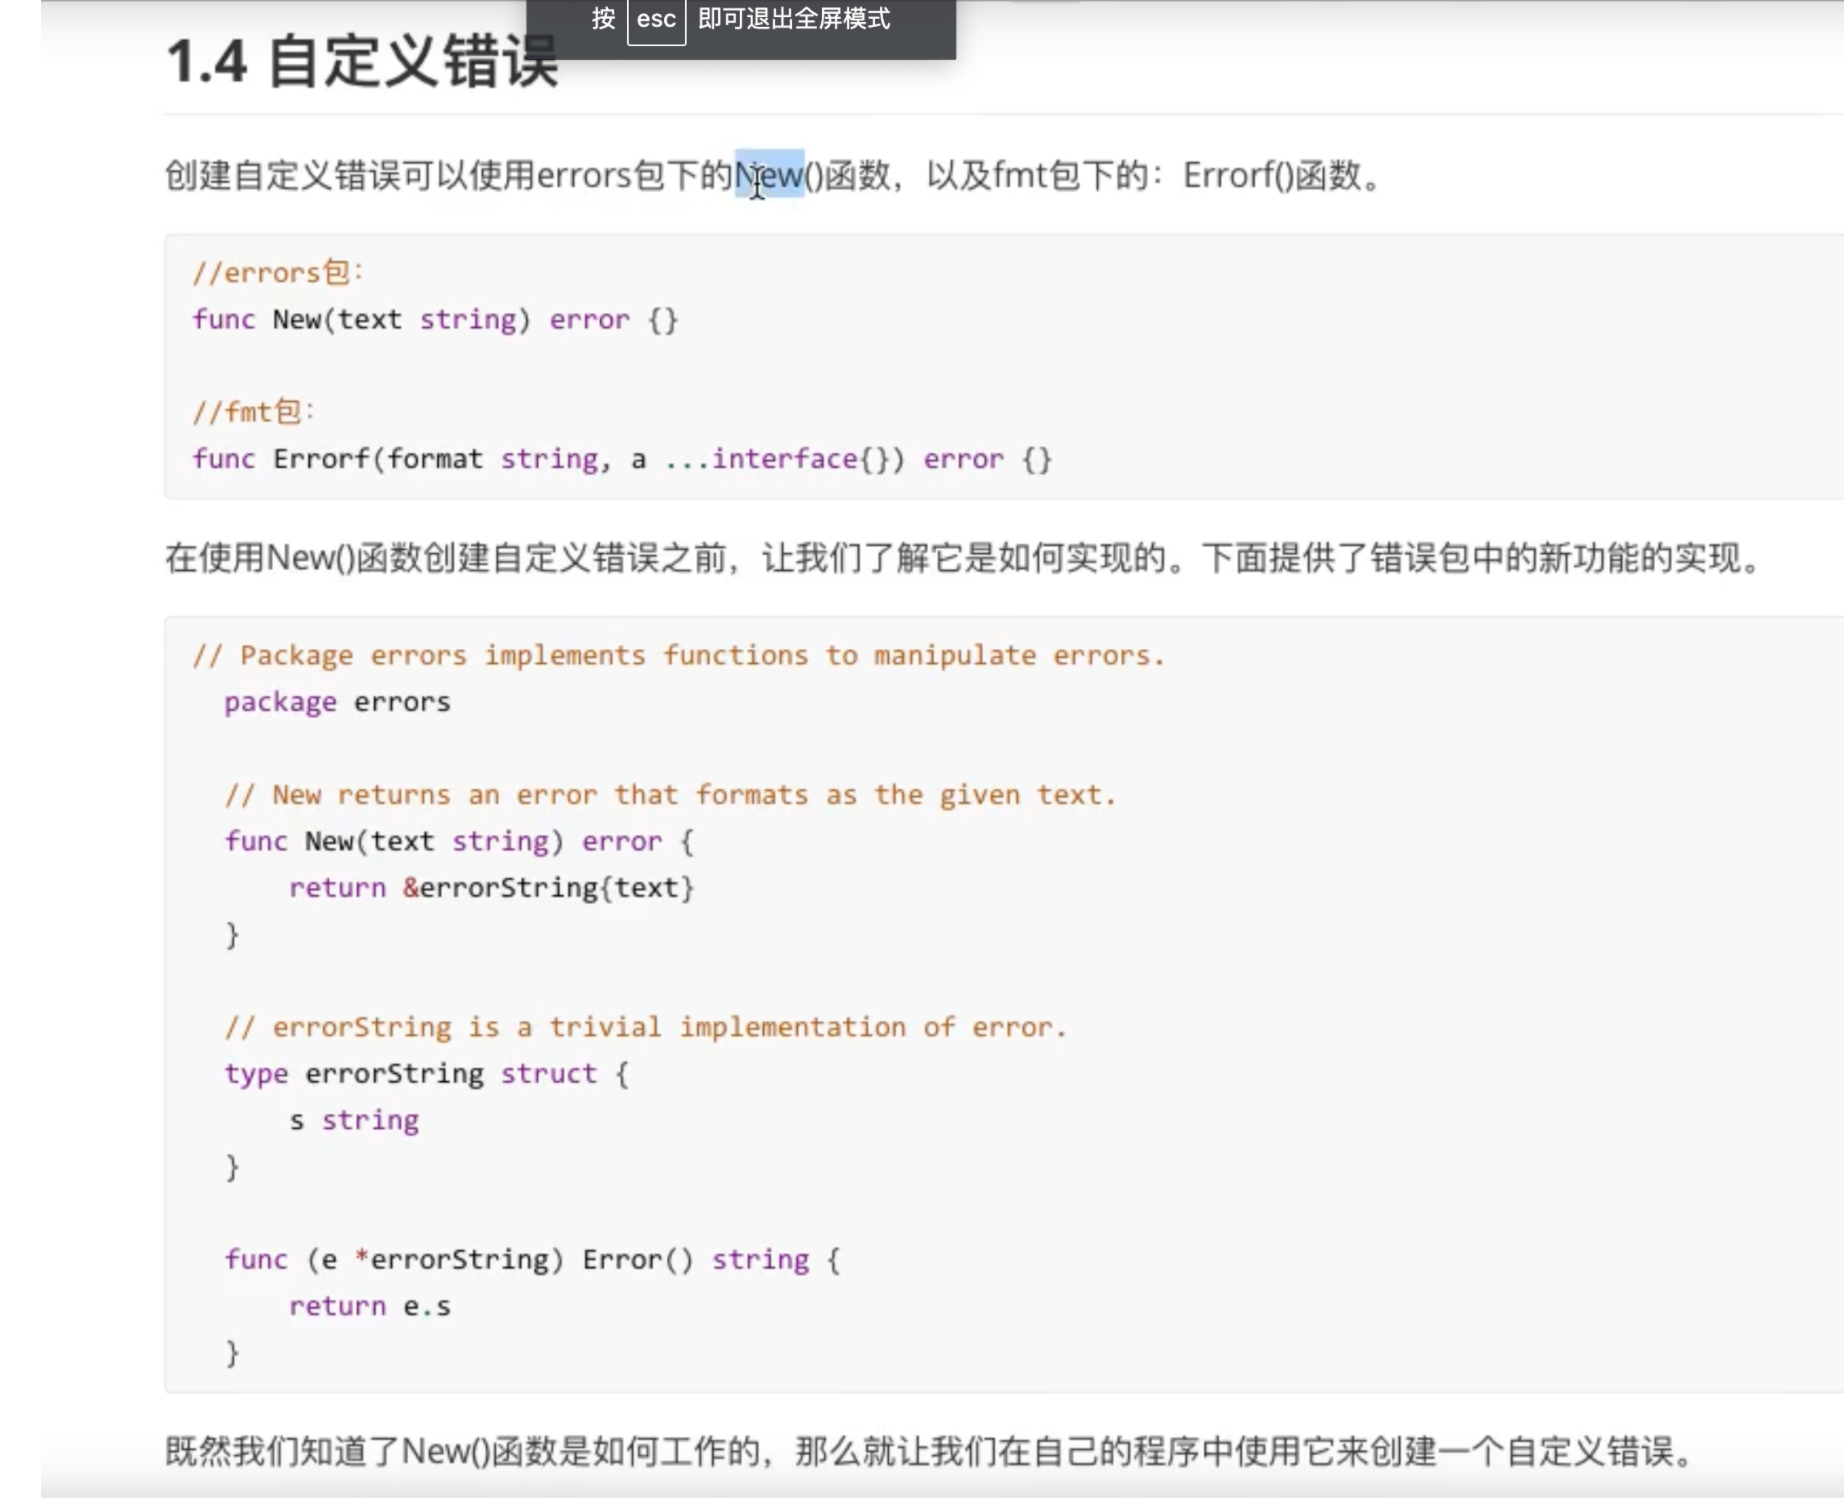 按 esc 即可退出全屏模式
1.4 自定义错误
创建自定义错误可以使用errors包下的New()函数，以及fmt包下的：Errorf()函数。
//errors包：
func New(text string) error {}
//fmt包：
func Errorf(format string, a ...interface{}) error {}
在使用New()函数创建自定义错误之前，让我们了解它是如何实现的。下面提供了错误包中的新功能的实现。
// Package errors implements functions to manipulate errors.
package errors
// New returns an error that formats as the given text.
func New(text string) error {
return &errorString{text}
}
// errorString is a trivial implementation of error.
type errorString struct {
s string
}
func (e *errorString) Error() string {
return e.s
}
既然我们知道了New()函数是如何工作的，那么就让我们在自己的程序中使用它来创建一个自定义错误。